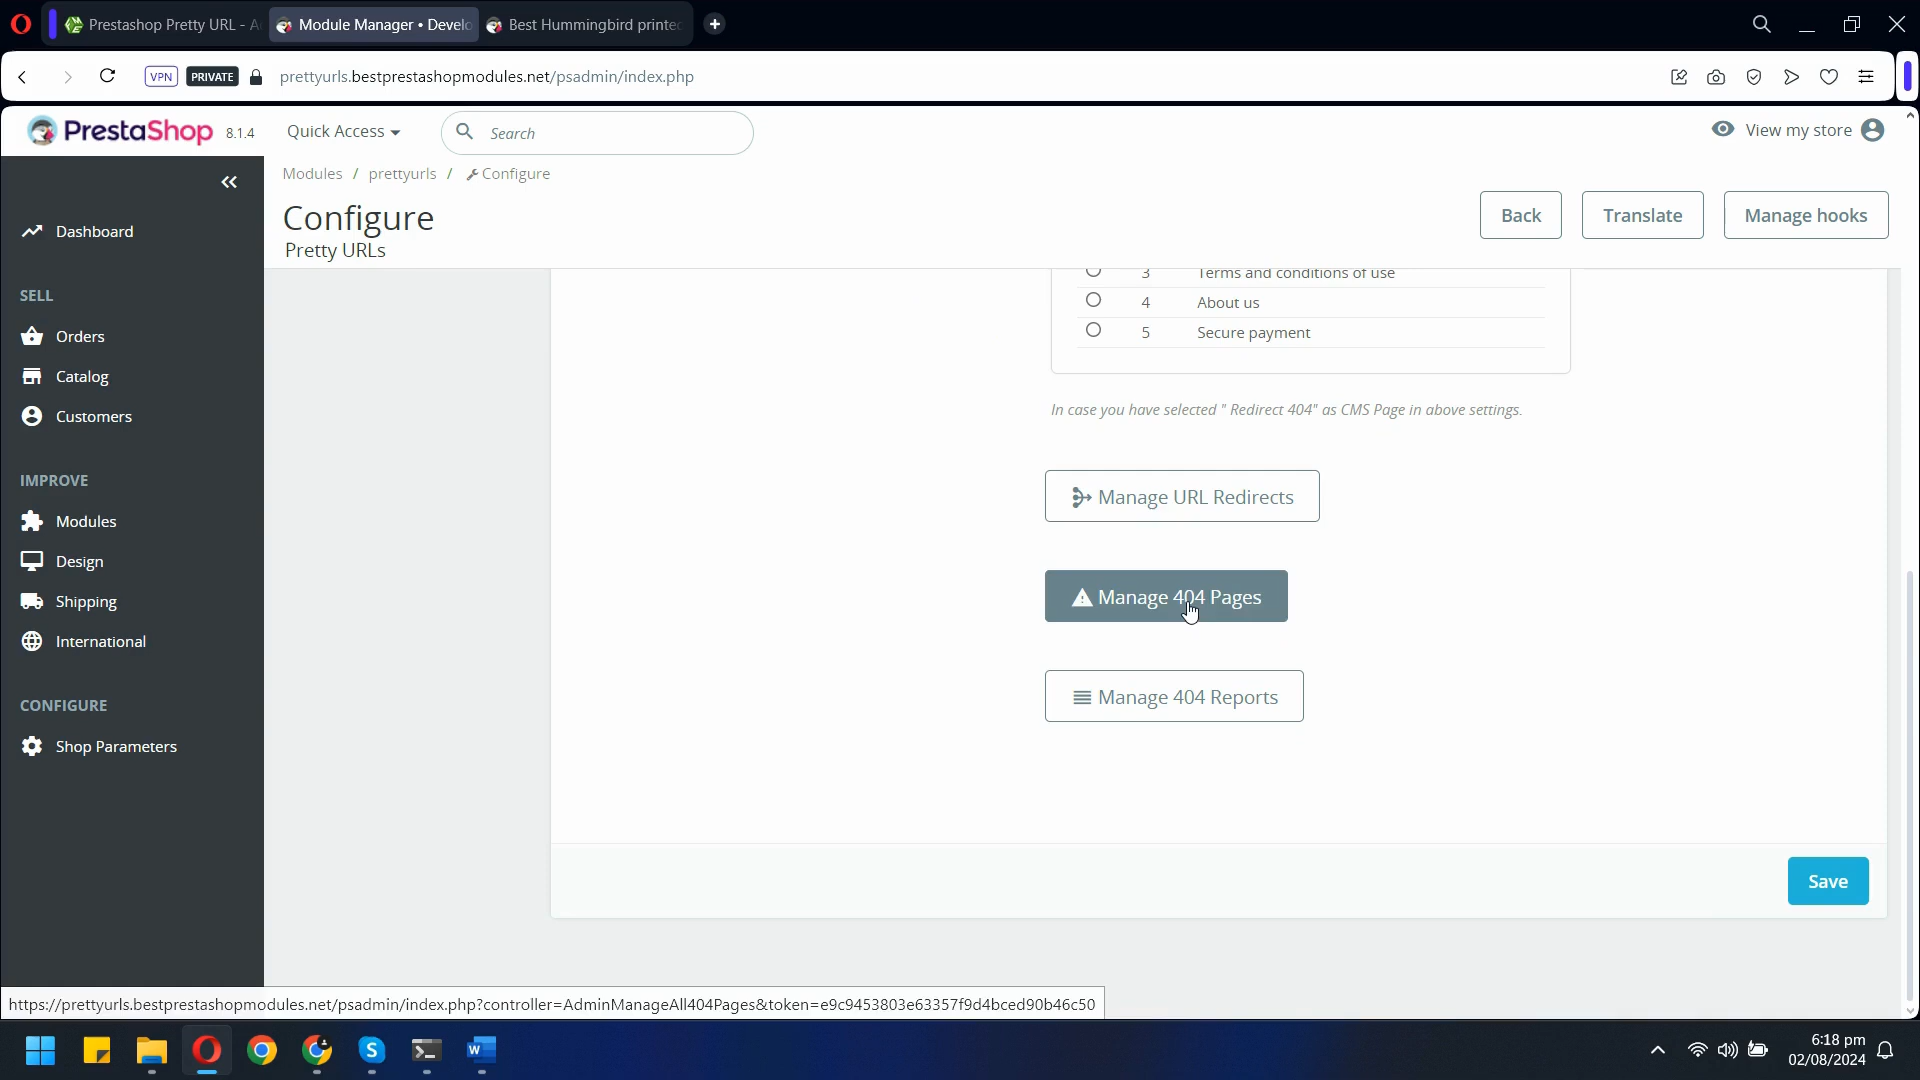 Prestashop Pretty URL - A
Module Manager • Develo
Best Hummingbird printed
VPN
PRIVATE
prettyurls.bestprestashopmodules.net/psadmin/index.php
PrestaShop
8.1.4
Quick Access
Search
View my store
Modules / prettyurls / Configure
Configure
Pretty URLs
Back
Translate
Manage hooks
Dashboard
SELL
Orders
Catalog
Customers
IMPROVE
Modules
Design
Shipping
International
CONFIGURE
Shop Parameters
3 Terms and conditions of use
4 About us
5 Secure payment
In case you have selected " Redirect 404" as CMS Page in above settings.
Manage URL Redirects
Manage 404 Pages
Manage 404 Reports
Save
https://prettyurls.bestprestashopmodules.net/psadmin/index.php?controller=AdminManageAll404Pages&token=e9c9453803e63357f9d4bced90b46c50
6:18 pm
02/08/2024